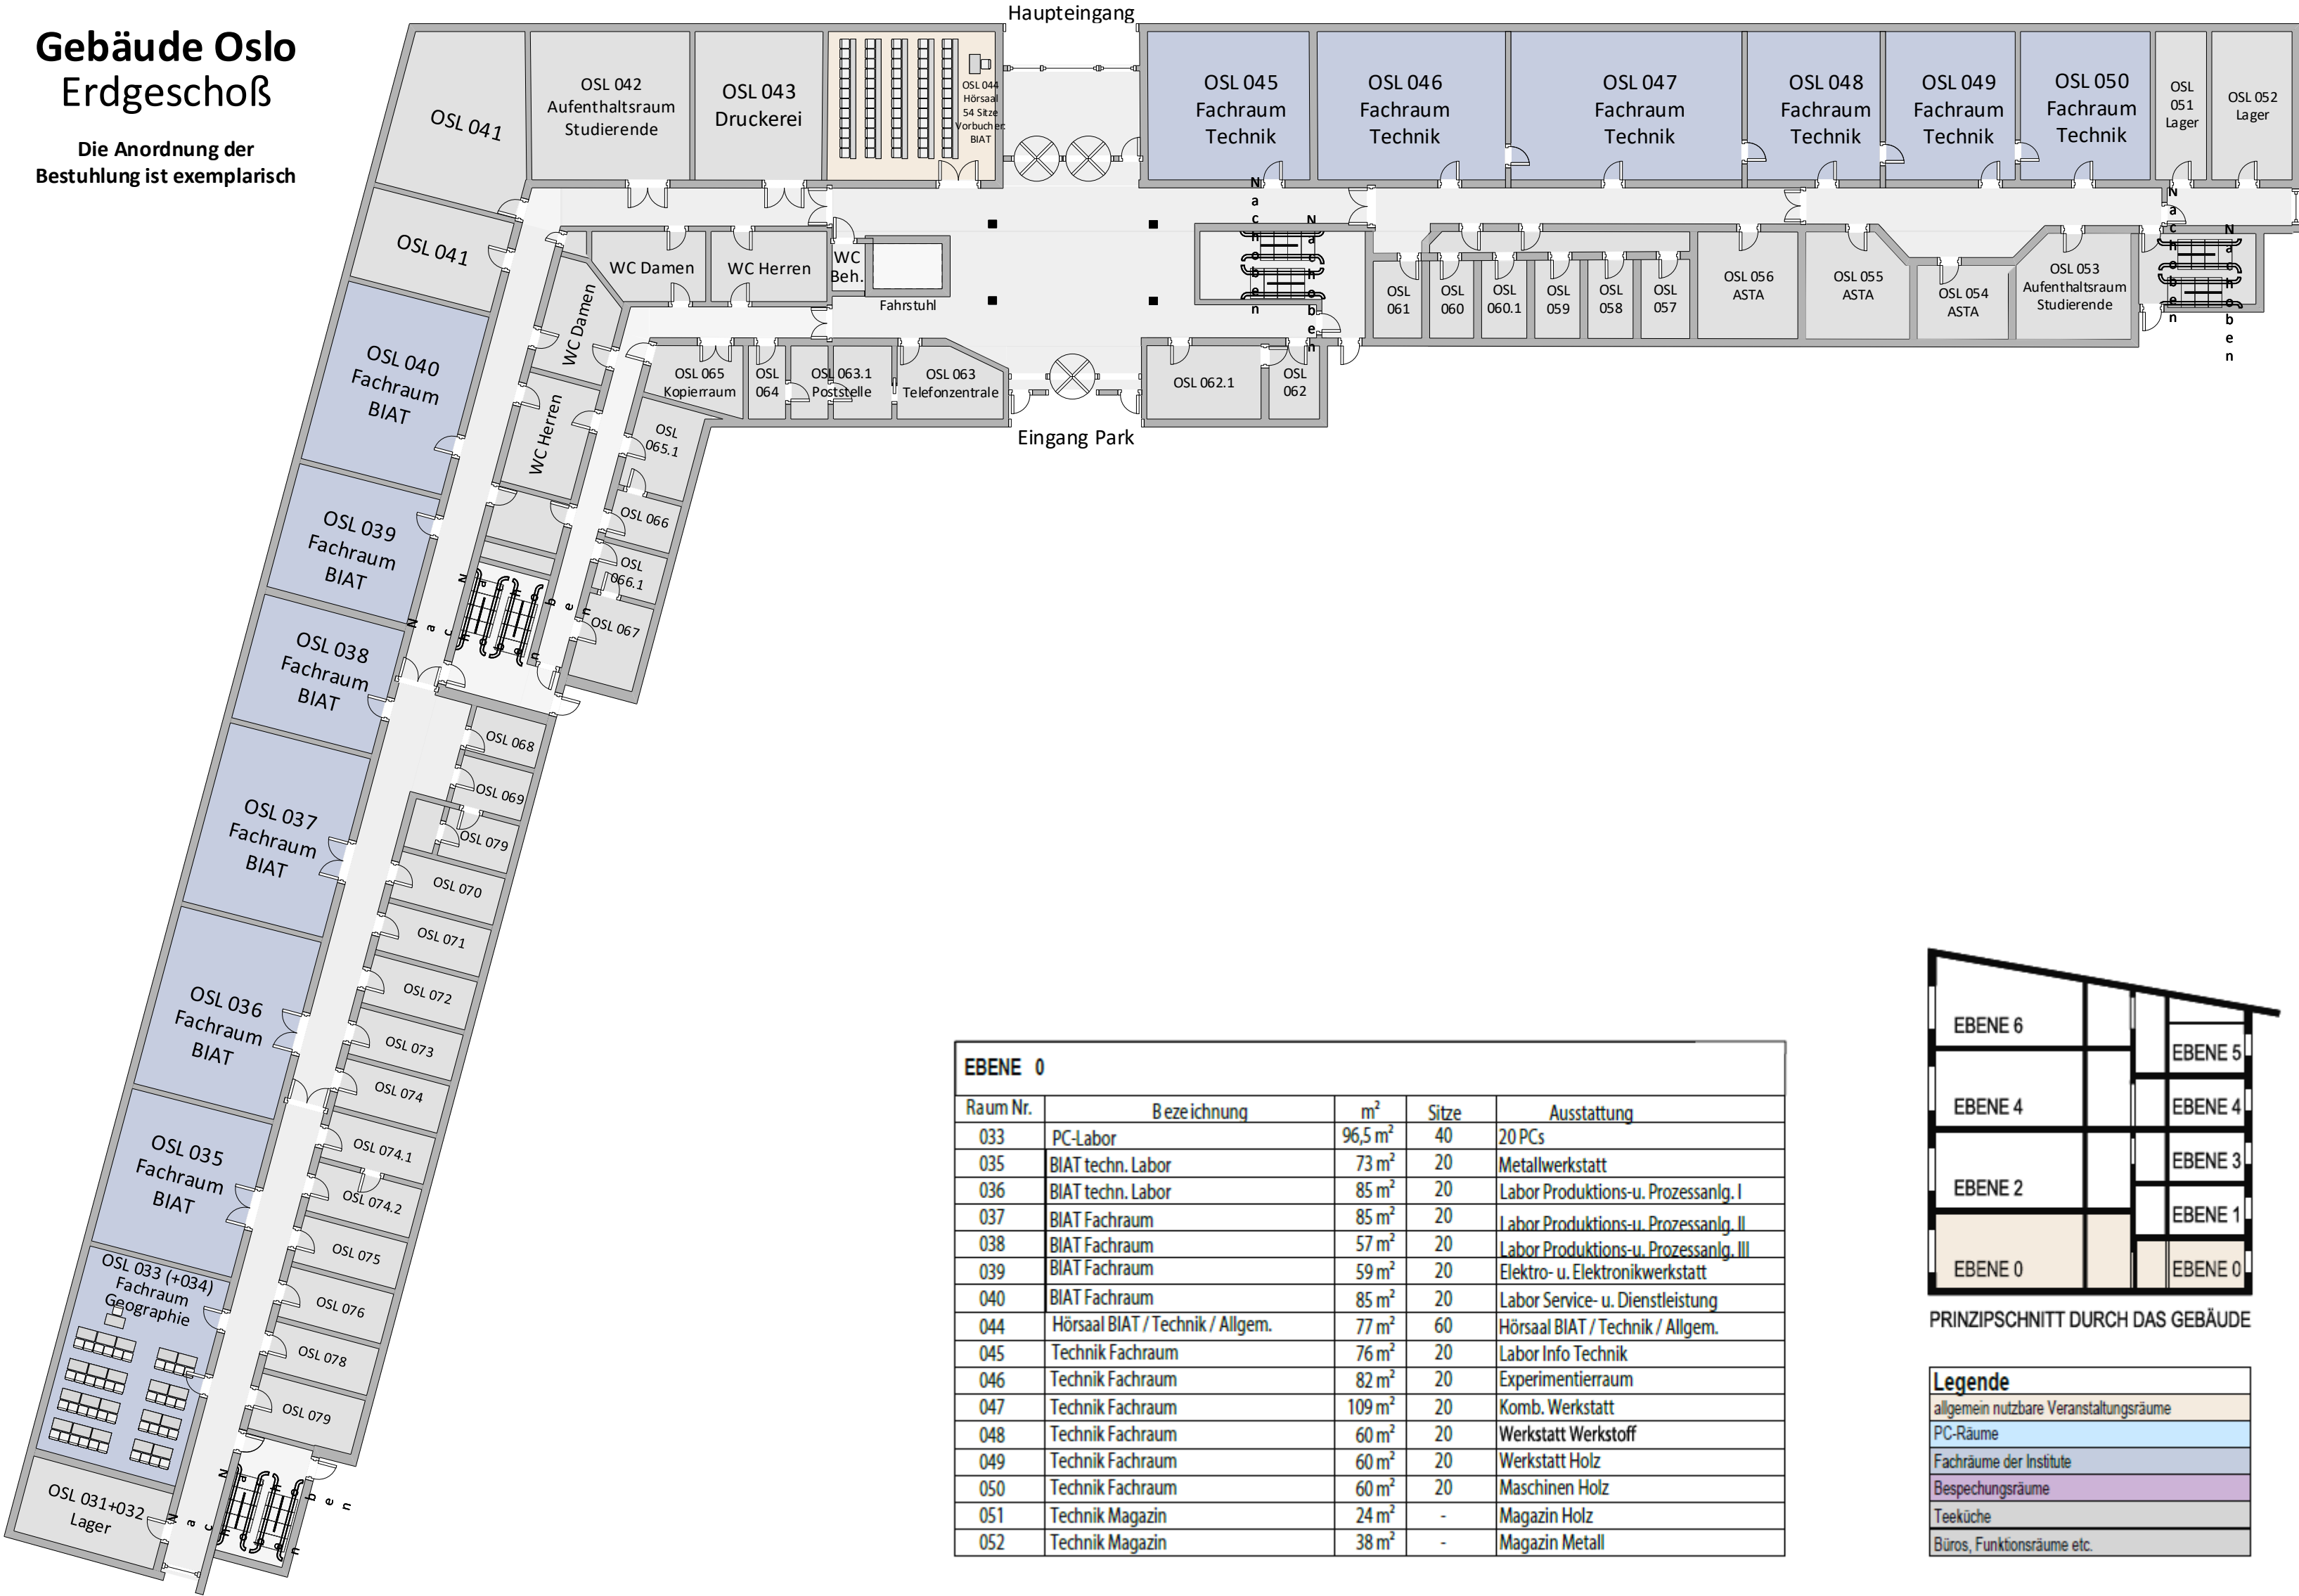 Gebäude Oslo
Erdgeschoß
Die Anordnung der
Bestuhlung ist exemplarisch
Haupteingang
OSL 041
OSL 042
Aufenthaltsraum
Studierende
OSL 043
Druckerei
OSL 044
Hörsaal
54 Sitze
Vorbucher:
BIAT
OSL 045
Fachraum
Technik
OSL 046
Fachraum
Technik
OSL 047
Fachraum
Technik
OSL 048
Fachraum
Technik
OSL 049
Fachraum
Technik
OSL 050
Fachraum
Technik
OSL
051
Lager
OSL 052
Lager
OSL 041
WC Damen
WC Herren
WC
Beh.
Fahrstuhl
Nach oben
Nach oben
OSL
061
OSL
060
OSL
060.1
OSL
059
OSL
058
OSL
057
OSL 056
ASTA
OSL 055
ASTA
OSL 054
ASTA
OSL 053
Aufenthaltsraum
Studierende
Nach oben
Nach oben
WC Damen
WC Herren
OSL 065
Kopierraum
OSL
064
OSL 063.1
Poststelle
OSL 063
Telefonzentrale
Eingang Park
OSL 062.1
OSL
062
OSL 040
Fachraum
BIAT
OSL
065.1
OSL 066
OSL
066.1
OSL 067
OSL 039
Fachraum
BIAT
Nach oben
Nach oben
OSL 038
Fachraum
BIAT
OSL 068
OSL 069
OSL 079
OSL 037
Fachraum
BIAT
OSL 070
OSL 071
OSL 072
OSL 036
Fachraum
BIAT
OSL 073
OSL 074
OSL 074.1
OSL 035
Fachraum
BIAT
OSL 074.2
OSL 075
OSL 076
OSL 033 (+034)
Fachraum
Geographie
OSL 078
OSL 079
OSL 031+032
Lager
Nach oben
Nach oben
EBENE 0
Raum Nr. Bezeichnung m² Sitze Ausstattung
033 PC-Labor 96,5 m² 40 20 PCs
035 BIAT techn. Labor 73 m² 20 Metallwerkstatt
036 BIAT techn. Labor 85 m² 20 Labor Produktions-u. Prozessanlg. I
037 BIAT Fachraum 85 m² 20 Labor Produktions-u. Prozessanlg. II
038 BIAT Fachraum 57 m² 20 Labor Produktions-u. Prozessanlg. III
039 BIAT Fachraum 59 m² 20 Elektro- u. Elektronikwerkstatt
040 BIAT Fachraum 85 m² 20 Labor Service- u. Dienstleistung
044 Hörsaal BIAT / Technik / Allgem. 77 m² 60 Hörsaal BIAT / Technik / Allgem.
045 Technik Fachraum 76 m² 20 Labor Info Technik
046 Technik Fachraum 82 m² 20 Experimentierraum
047 Technik Fachraum 109 m² 20 Komb. Werkstatt
048 Technik Fachraum 60 m² 20 Werkstatt Werkstoff
049 Technik Fachraum 60 m² 20 Werkstatt Holz
050 Technik Fachraum 60 m² 20 Maschinen Holz
051 Technik Magazin 24 m² - Magazin Holz
052 Technik Magazin 38 m² - Magazin Metall
EBENE 6
EBENE 5
EBENE 4
EBENE 4
EBENE 3
EBENE 2
EBENE 1
EBENE 0
EBENE 0
PRINZIPSCHNITT DURCH DAS GEBÄUDE
Legende
allgemein nutzbare Veranstaltungsräume
PC-Räume
Fachräume der Institute
Bespechungsräume
Teeküche
Büros, Funktionsräume etc.